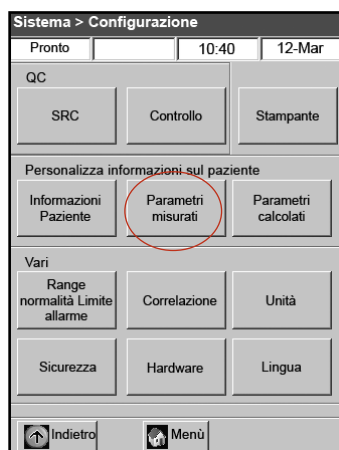 Sistema > Configurazione
Pronto 10:40 12-Mar
QC
SRC Controllo Stampante
Personalizza informazioni sul paziente
Informazioni Paziente
Parametri misurati
Parametri calcolati
Vari
Range normalità Limite allarme
Correlazione
Unità
Sicurezza Hardware Lingua
Indietro Menù